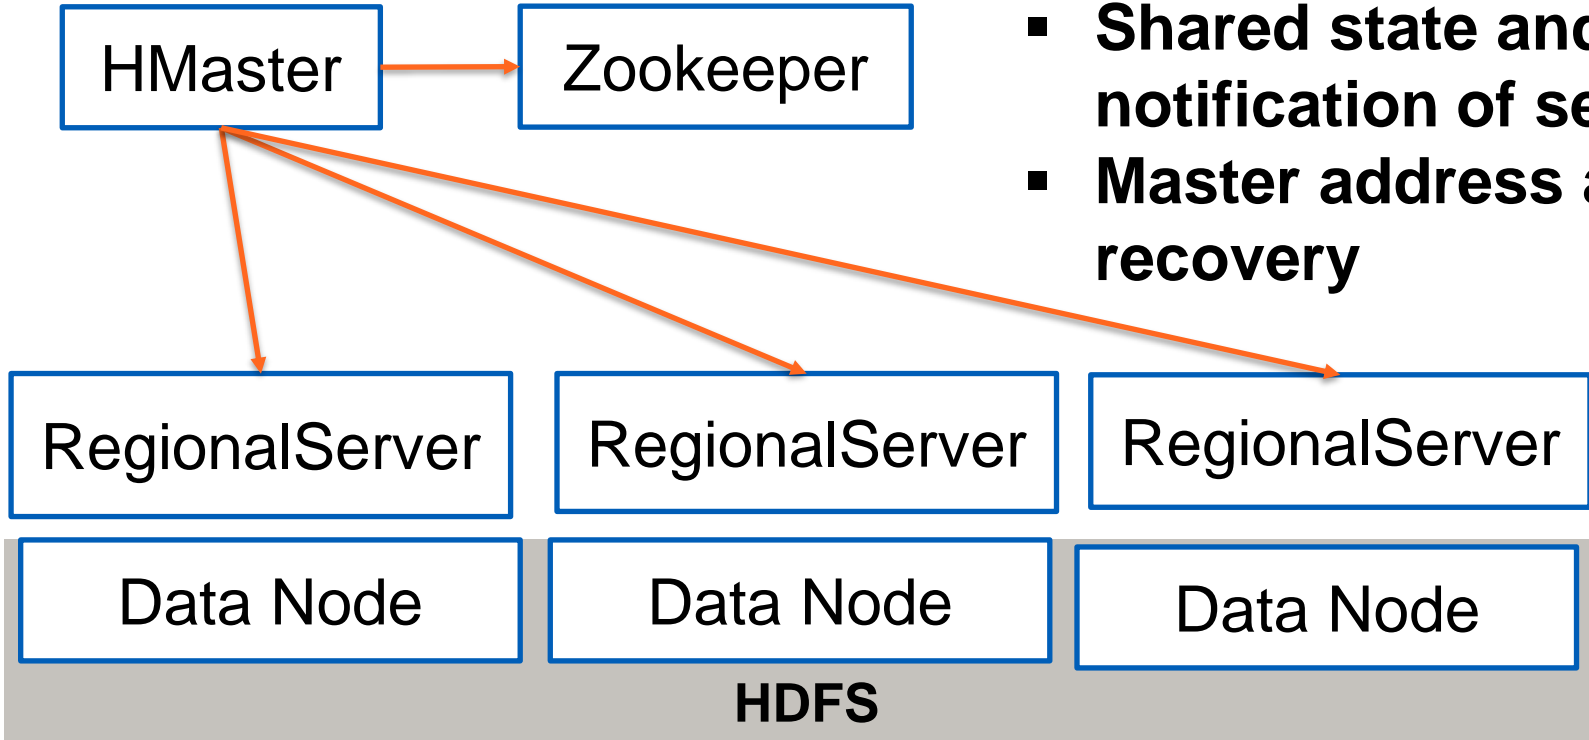 HMaster
Zookeeper
▪ Shared state and
notification of se
▪ Master address a
recovery
RegionalServer
RegionalServer
RegionalServer
Data Node
Data Node
Data Node
HDFS